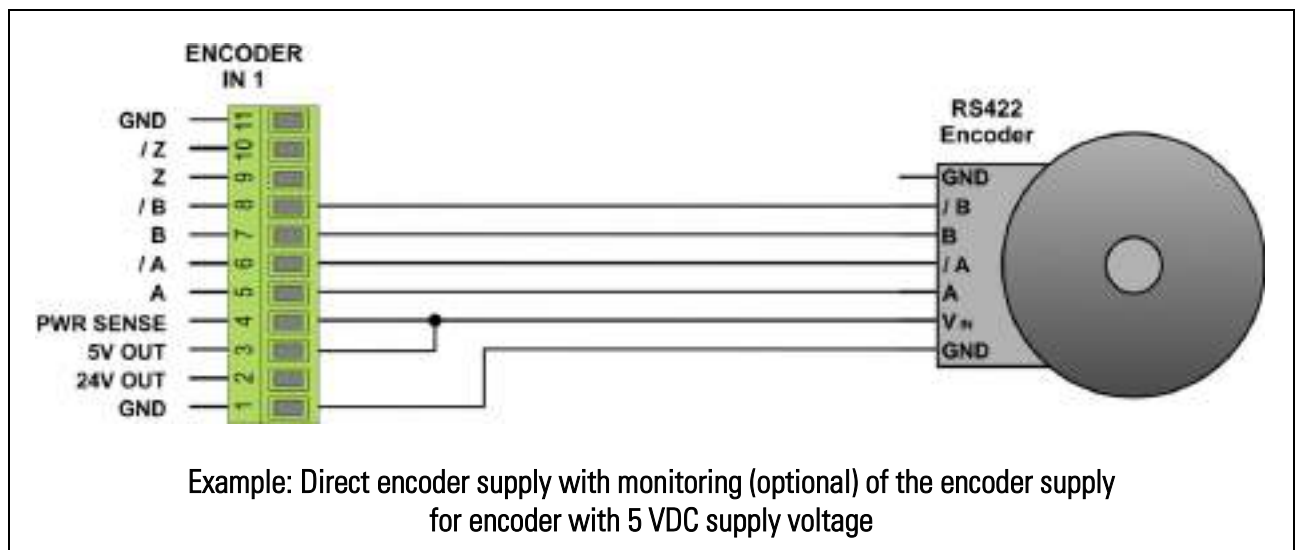 ENCODER
IN 1
GND 11
/ Z 10
Z 9
/ B 8
B 7
/ A 6
A 5
PWR SENSE 4
5V OUT 3
24V OUT 2
GND 1
RS422
Encoder
GND
/ B
B
/ A
A
V IN
GND
Example: Direct encoder supply with monitoring (optional) of the encoder supply
for encoder with 5 VDC supply voltage